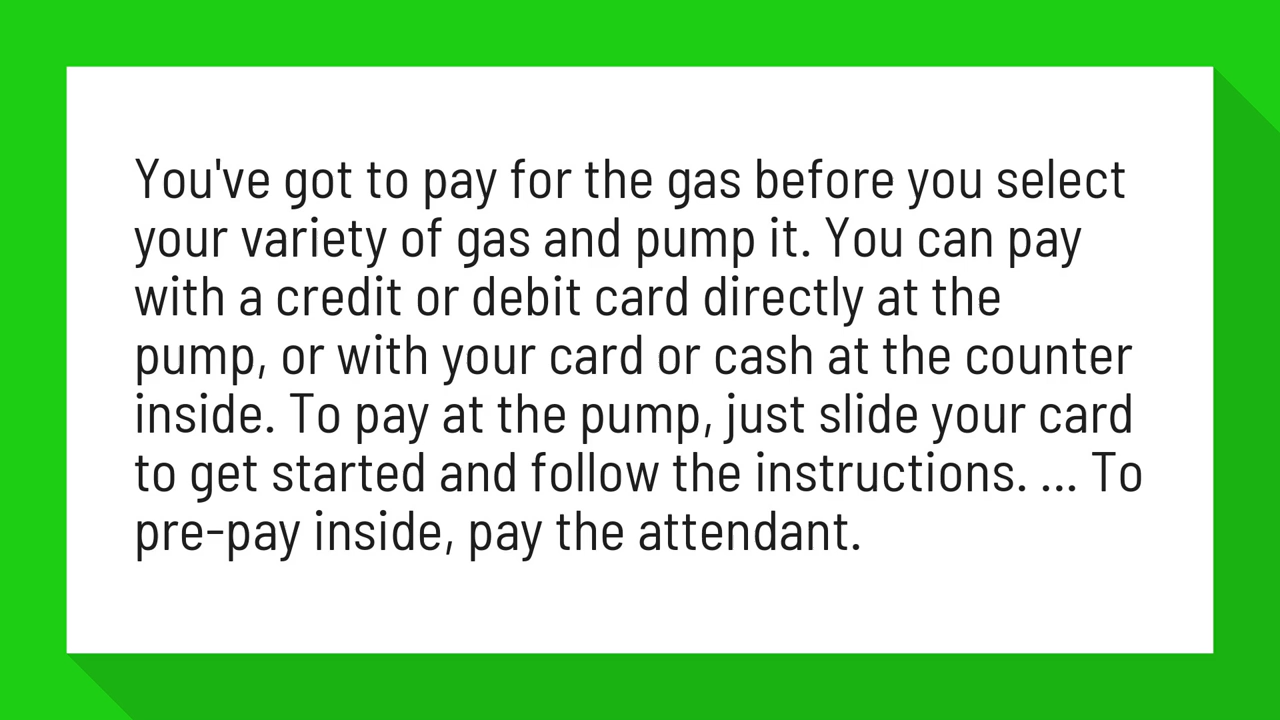 You've got to pay for the gas before you select
your variety of gas and pump it. You can pay
with a credit or debit card directly at the
pump, or with your card or cash at the counter
inside. To pay at the pump, just slide your card
to get started and follow the instructions. ... To
pre-pay inside, pay the attendant.